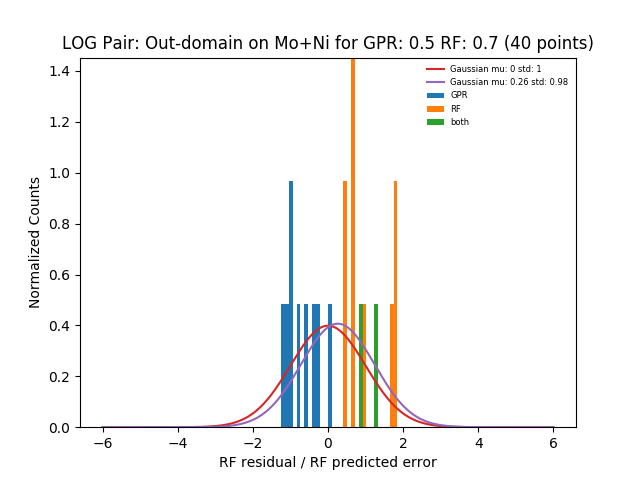 LOG Pair: Out-domain on Mo+Ni for GPR: 0.5 RF: 0.7 (40 points)
Gaussian mu: 0 std: 1
Gaussian mu: 0.26 std: 0.98
GPR
RF
both
Normalized Counts
1.4
1.2
1.0
0.8
0.6
0.4
0.2
0.0
−6 −4 −2 0 2 4 6
RF residual / RF predicted error